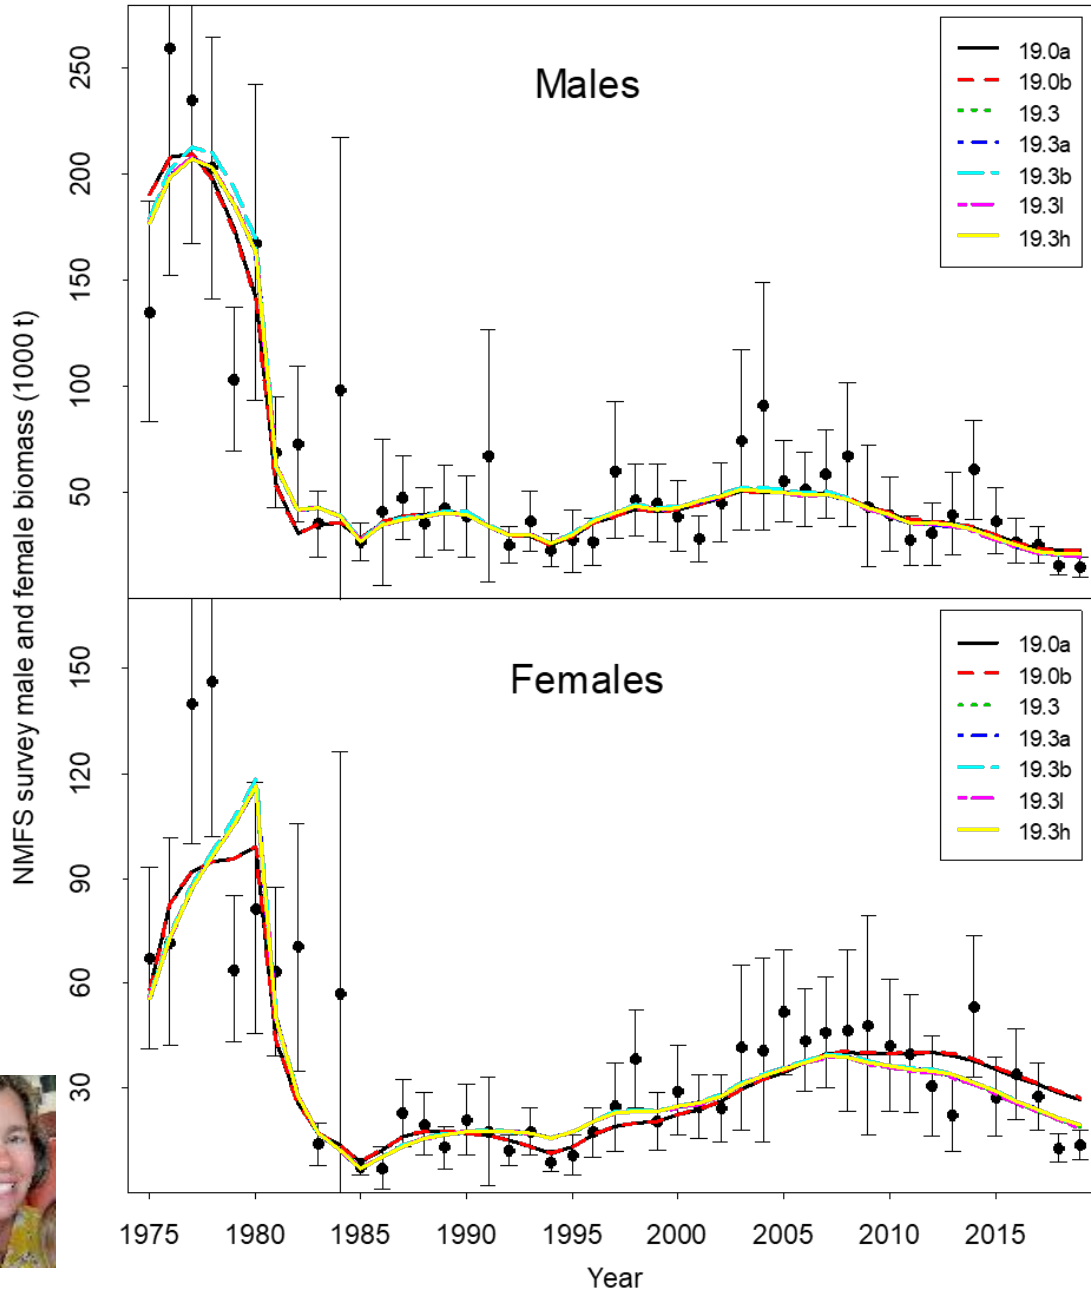 NMFS survey male and female biomass (1000 t)
250
200
150
100
50
Males
19.0a
19.0b
19.3
19.3a
19.3b
19.3l
19.3h
150
120
90
60
30
Females
19.0a
19.0b
19.3
19.3a
19.3b
19.3l
19.3h
1975 1980 1985 1990 1995 2000 2005 2010 2015
Year